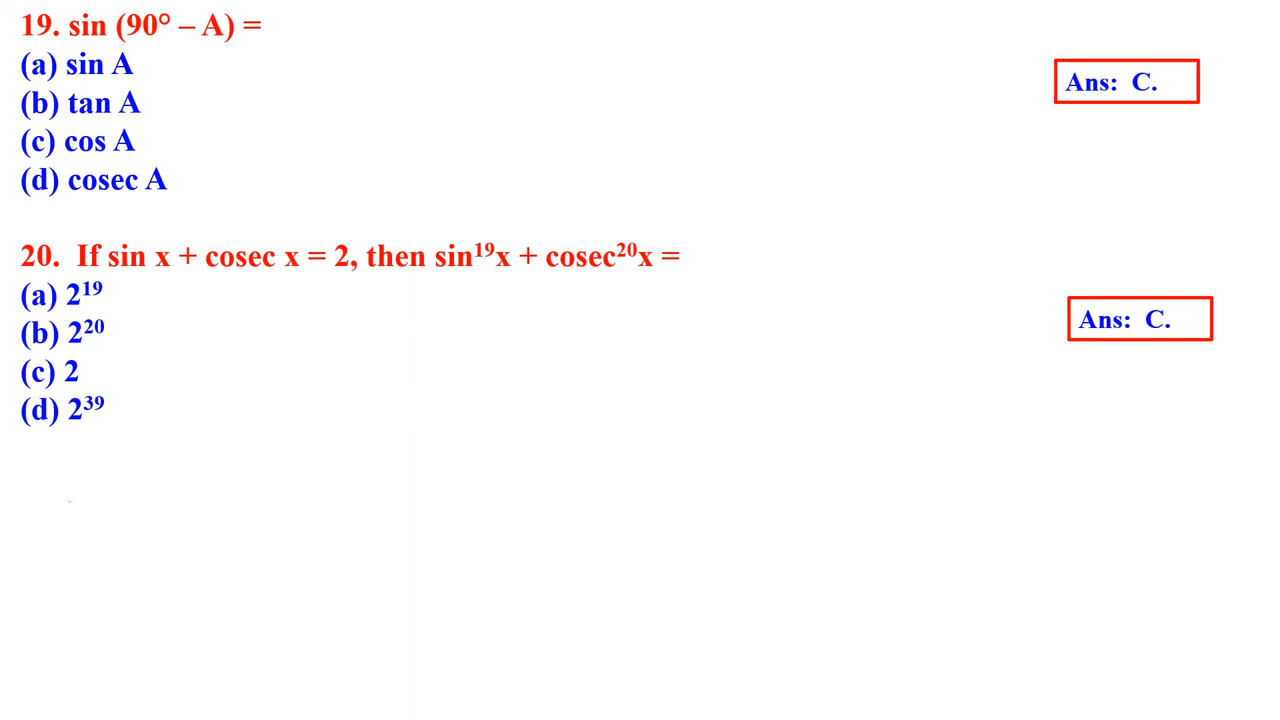 19. sin (90° – A) =
(a) sin A
Ans:  C.
(b) tan A
(c) cos A
(d) cosec A
20.  If sin x + cosec x = 2, then sin¹⁹x + cosec²⁰x =
(a) 2¹⁹
Ans:  C.
(b) 2²⁰
(c) 2
(d) 2³⁹